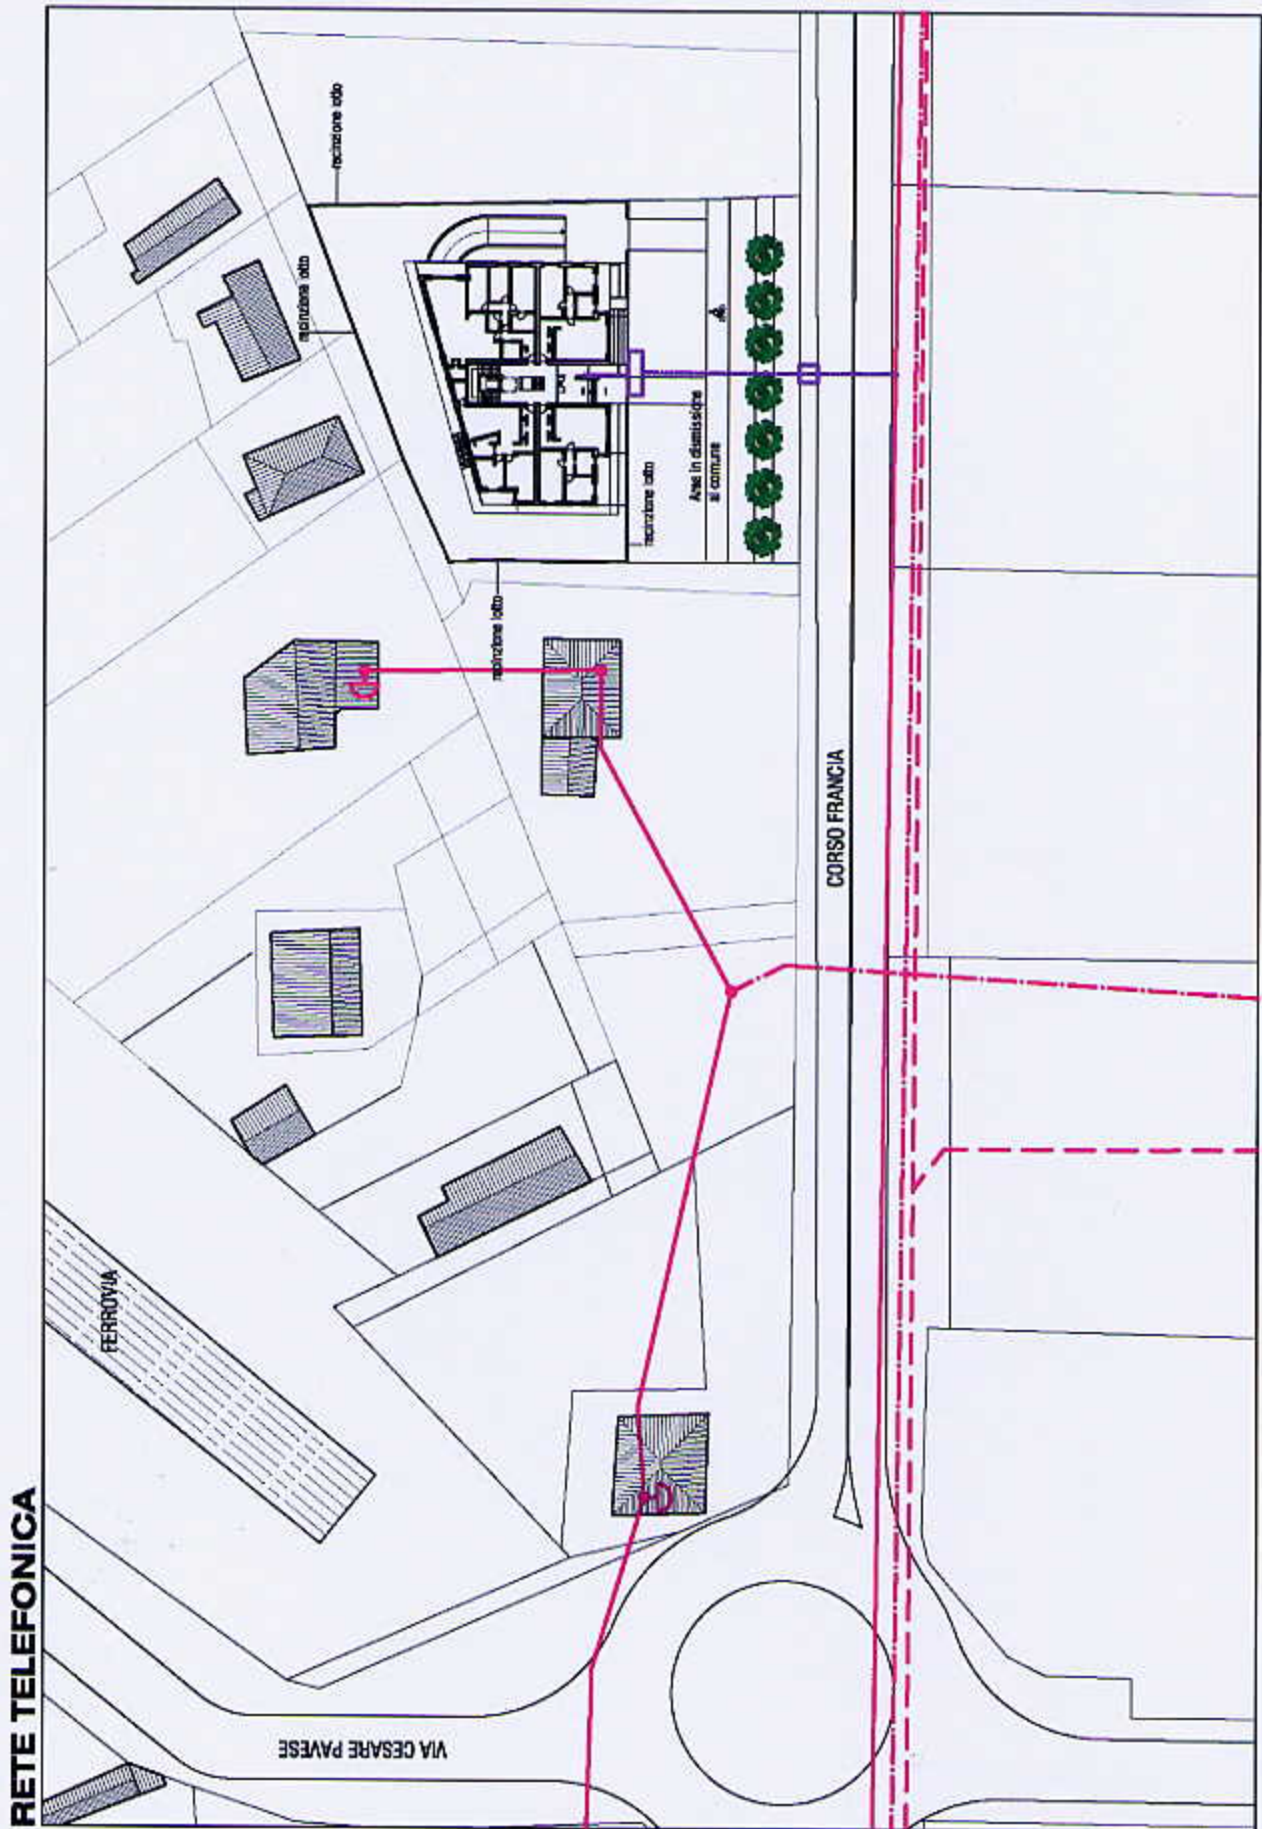 RETE TELEFONICA
FERROVIA
VIA CESARE PAVESE
CORSO FRANCIA
recinzione lotto
recinzione lotto
recinzione lotto
recinzione lotto
Area in dismissione
al comune